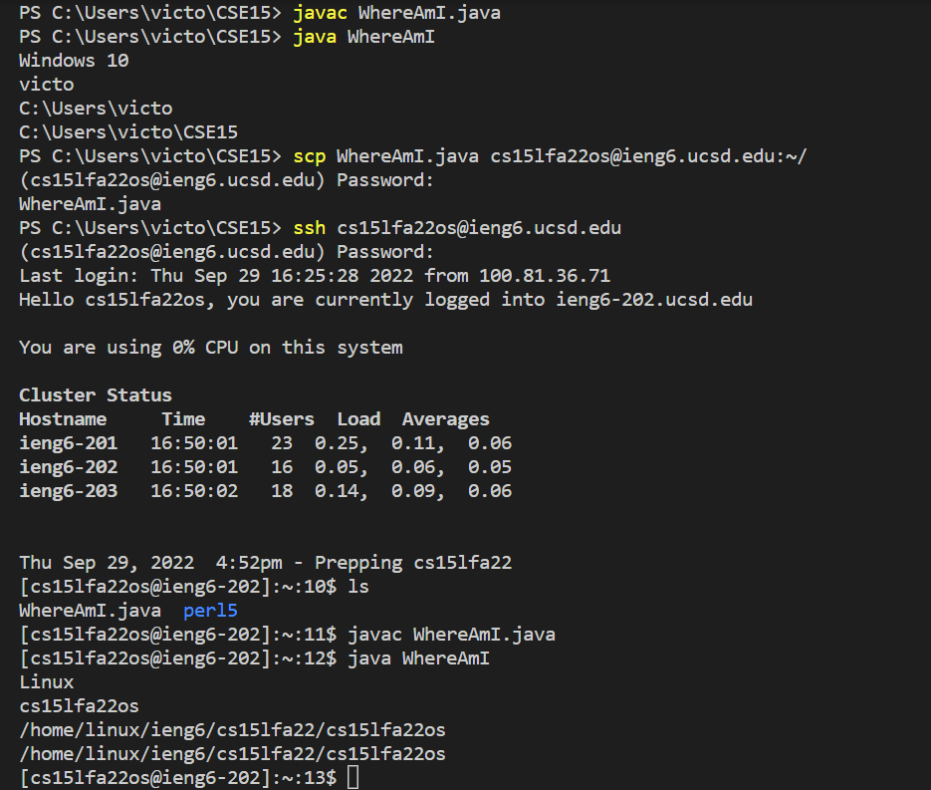 PS C:\Users\victo\CSE15> javac WhereAmI.java
PS C:\Users\victo\CSE15> java WhereAmI
Windows 10
victo
C:\Users\victo
C:\Users\victo\CSE15
PS C:\Users\victo\CSE15> scp WhereAmI.java cs15lfa22os@ieng6.ucsd.edu:~/
(cs15lfa22os@ieng6.ucsd.edu) Password:
WhereAmI.java
PS C:\Users\victo\CSE15> ssh cs15lfa22os@ieng6.ucsd.edu
(cs15lfa22os@ieng6.ucsd.edu) Password:
Last login: Thu Sep 29 16:25:28 2022 from 100.81.36.71
Hello cs15lfa22os, you are currently logged into ieng6-202.ucsd.edu
You are using 0% CPU on this system
Cluster Status
Hostname Time #Users Load Averages
ieng6-201 16:50:01 23 0.25, 0.11, 0.06
ieng6-202 16:50:01 16 0.05, 0.06, 0.05
ieng6-203 16:50:02 18 0.14, 0.09, 0.06
Thu Sep 29, 2022 4:52pm - Prepping cs15lfa22
[cs15lfa22os@ieng6-202]:~:10$ ls
WhereAmI.java perl5
[cs15lfa22os@ieng6-202]:~:11$ javac WhereAmI.java
[cs15lfa22os@ieng6-202]:~:12$ java WhereAmI
Linux
cs15lfa22os
/home/linux/ieng6/cs15lfa22/cs15lfa22os
/home/linux/ieng6/cs15lfa22/cs15lfa22os
[cs15lfa22os@ieng6-202]:~:13$